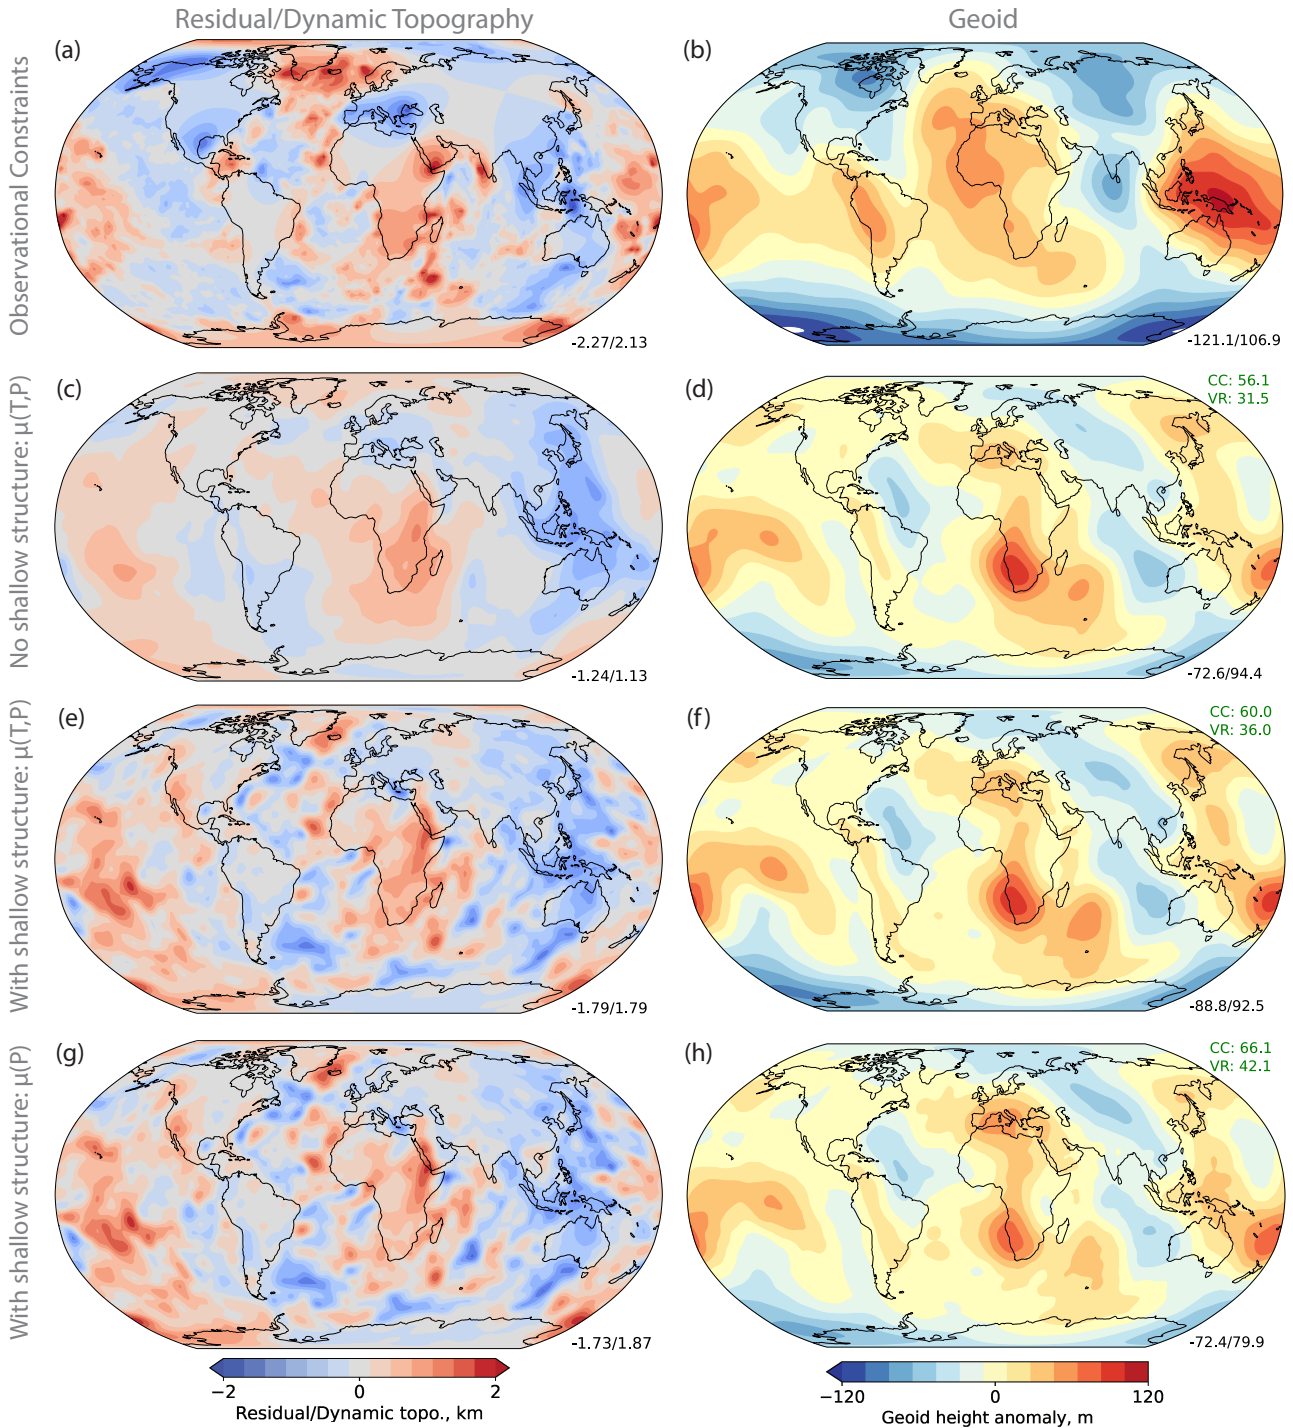 Residual/Dynamic Topography
Geoid
Observational Constraints
(a)
-2.27/2.13
(b)
-121.1/106.9
No shallow structure: μ(T,P)
(c)
-1.24/1.13
(d)
CC: 56.1
VR: 31.5
-72.6/94.4
With shallow structure: μ(T,P)
(e)
-1.79/1.79
(f)
CC: 60.0
VR: 36.0
-88.8/92.5
With shallow structure: μ(P)
(g)
-1.73/1.87
(h)
CC: 66.1
VR: 42.1
-72.4/79.9
−2 0 2
Residual/Dynamic topo., km
−120 0 120
Geoid height anomaly, m